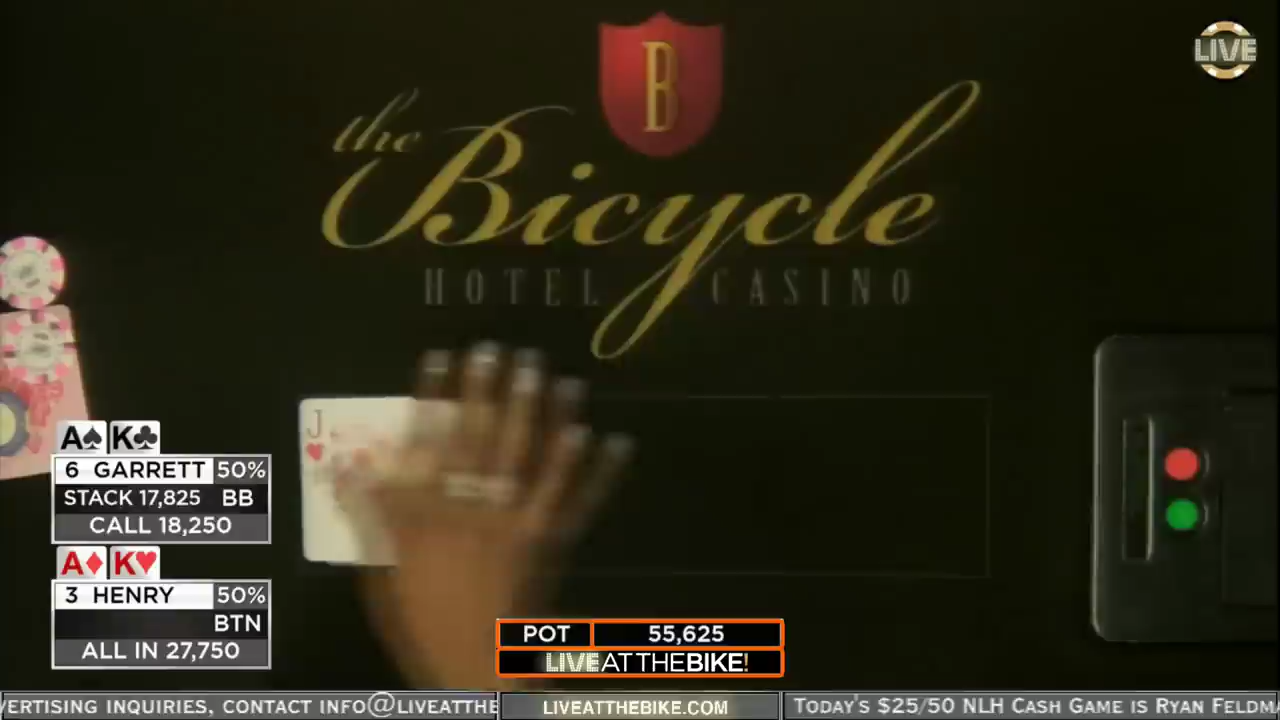 LIVE
B
the
Bicycle
HOTEL CASINO
J
A♠ K♣
6 GARRETT 50%
STACK 17,825 BB
CALL 18,250
A♦ K♥
3 HENRY 50%
BTN
ALL IN 27,750
POT 55,625
LIVEATTHEBIKE!
VERTISING INQUIRIES, CONTACT INFO@LIVEATTHE
LIVEATTHEBIKE.COM
TODAY'S $25/50 NLH CASH GAME IS RYAN FELDM